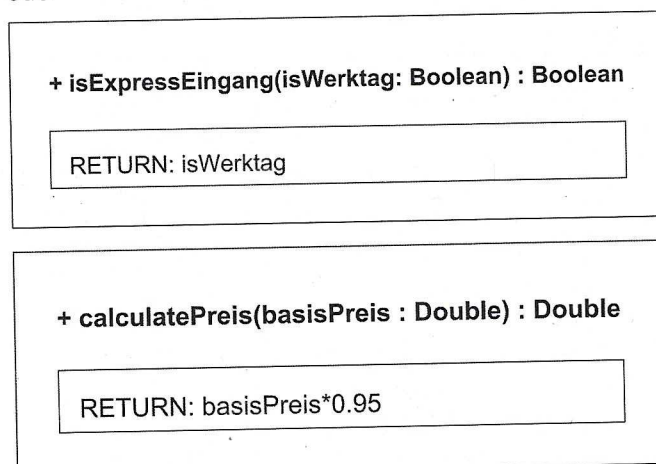 + isExpressEingang(isWerktag: Boolean) : Boolean
RETURN: isWerktag
+ calculatePreis(basisPreis : Double) : Double
RETURN: basisPreis*0.95